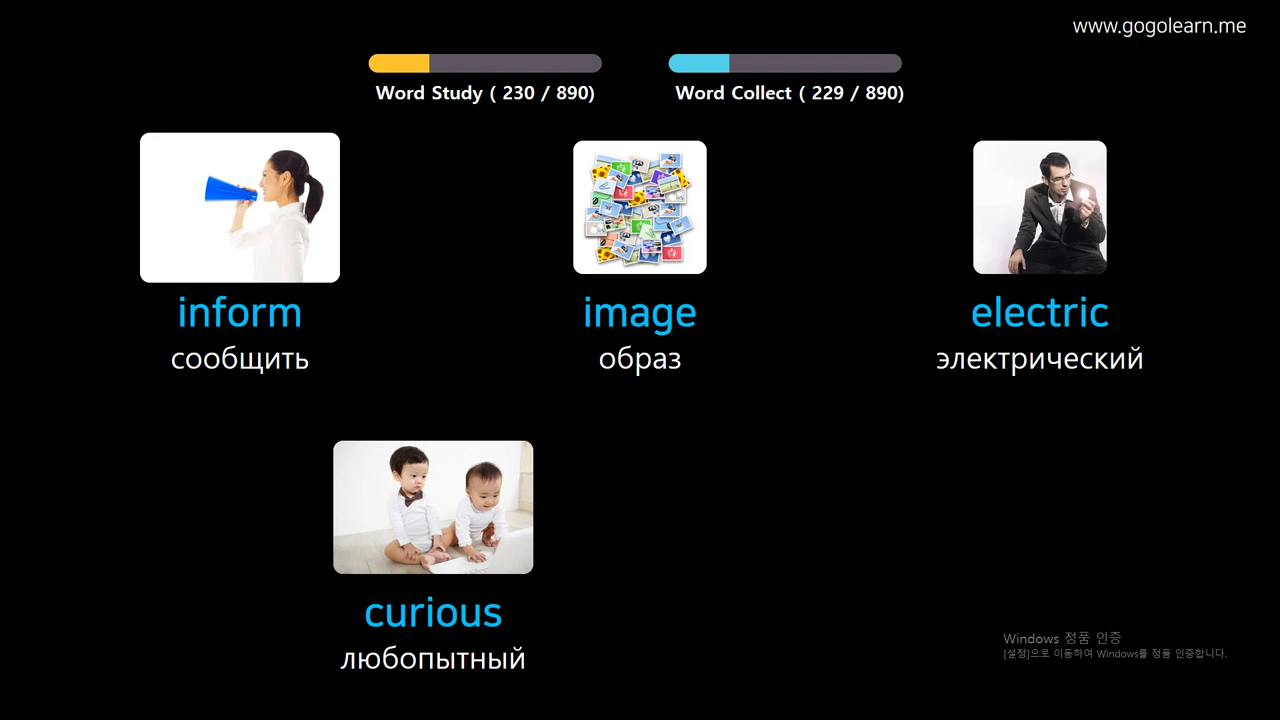 www.gogolearn.me
Word Study ( 230 / 890)
Word Collect ( 229 / 890)
inform
сообщить
image
образ
electric
электрический
curious
любопытный
Windows 정품 인증
[설정]으로 이동하여 Windows를 정품 인증합니다.